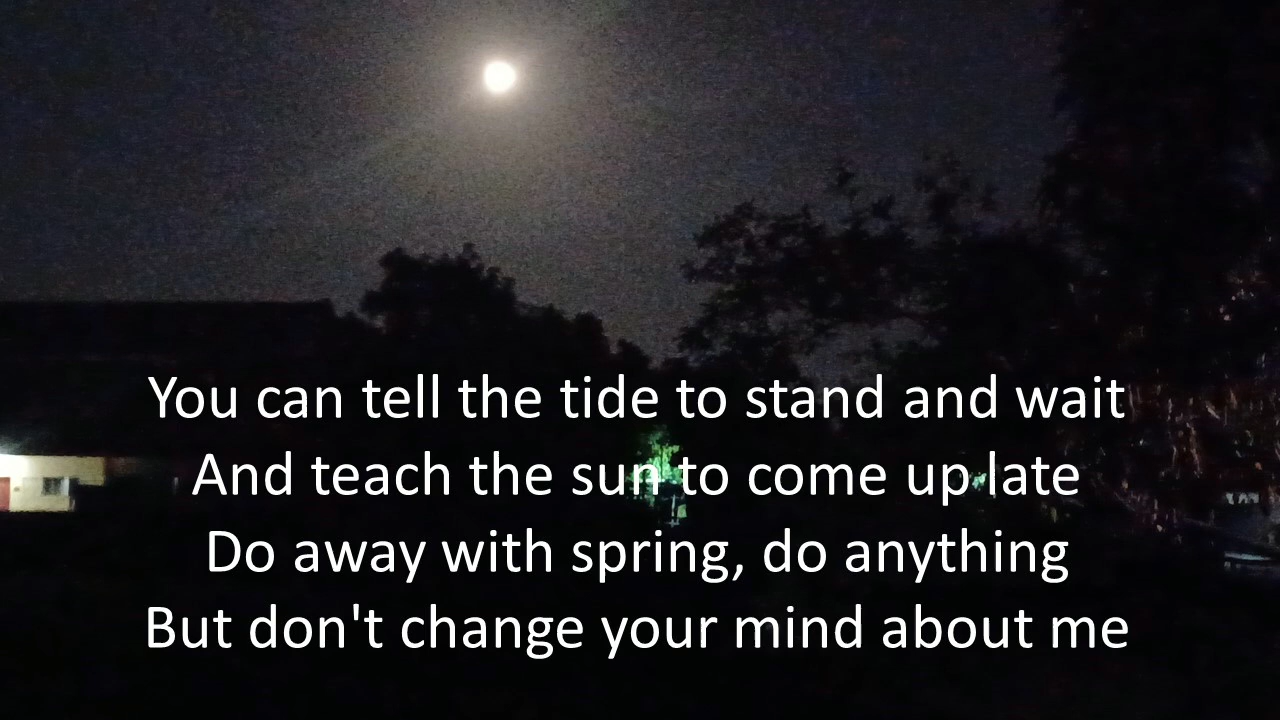 You can tell the tide to stand and wait
And teach the sun to come up late
Do away with spring, do anything
But don't change your mind about me